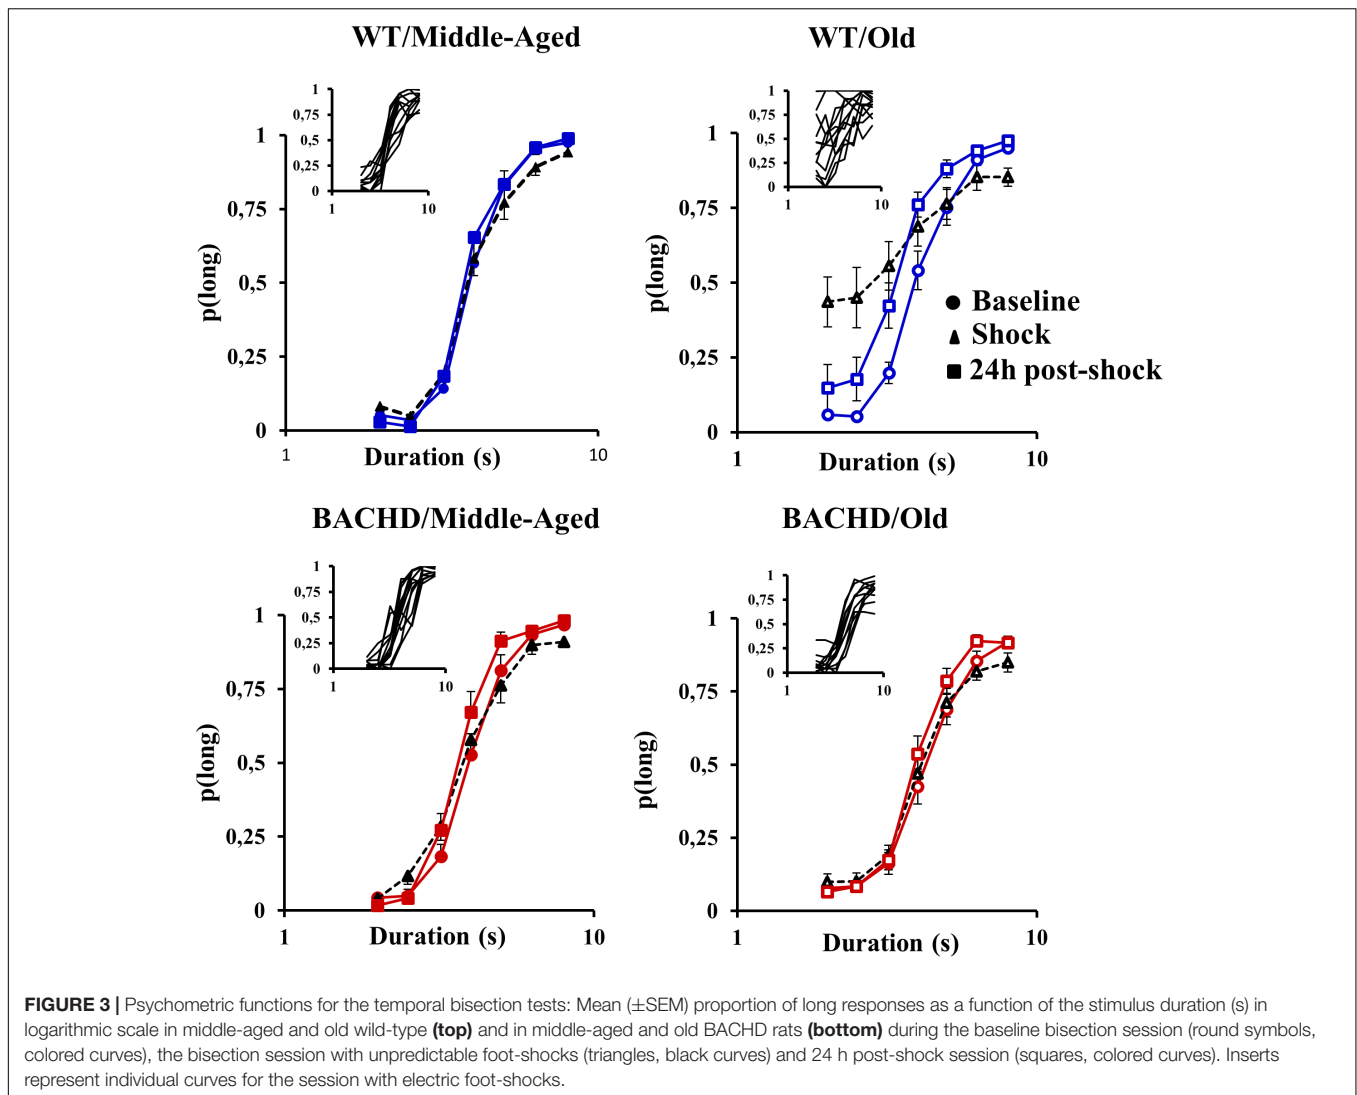 WT/Middle-Aged
1
0,75
0,5
0,25
0
1
10
1
0,75
0,5
0,25
0
p(long)
1
Duration (s)
10
WT/Old
1
0,75
0,5
0,25
0
1
10
1
0,75
0,5
0,25
0
p(long)
1
Duration (s)
10
Baseline
Shock
24h post-shock
BACHD/Middle-Aged
1
0,75
0,5
0,25
0
1
10
1
0,75
0,5
0,25
0
p(long)
1
Duration (s)
10
BACHD/Old
1
0,75
0,5
0,25
0
1
10
1
0,75
0,5
0,25
0
p(long)
1
Duration (s)
10
FIGURE 3 | Psychometric functions for the temporal bisection tests: Mean (±SEM) proportion of long responses as a function of the stimulus duration (s) in
logarithmic scale in middle-aged and old wild-type (top) and in middle-aged and old BACHD rats (bottom) during the baseline bisection session (round symbols,
colored curves), the bisection session with unpredictable foot-shocks (triangles, black curves) and 24 h post-shock session (squares, colored curves). Inserts
represent individual curves for the session with electric foot-shocks.